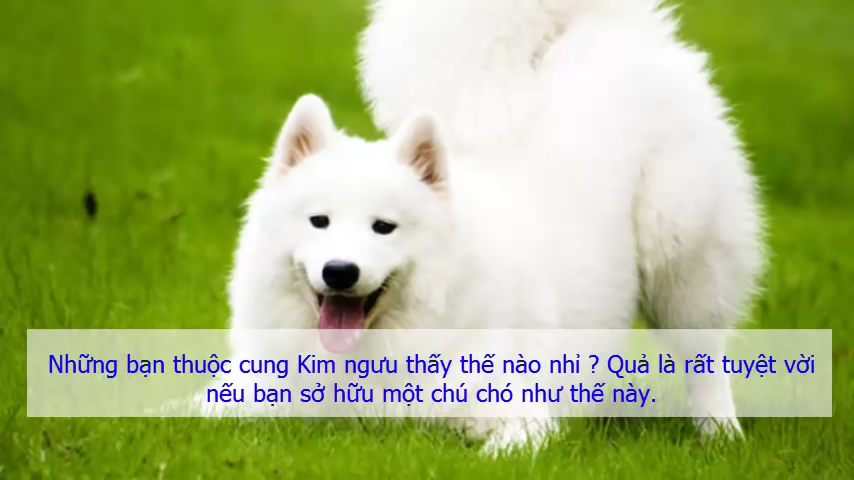 Những bạn thuộc cung Kim ngưu thấy thế nào nhỉ ? Quả là rất tuyệt vời
nếu bạn sở hữu một chú chó như thế này.